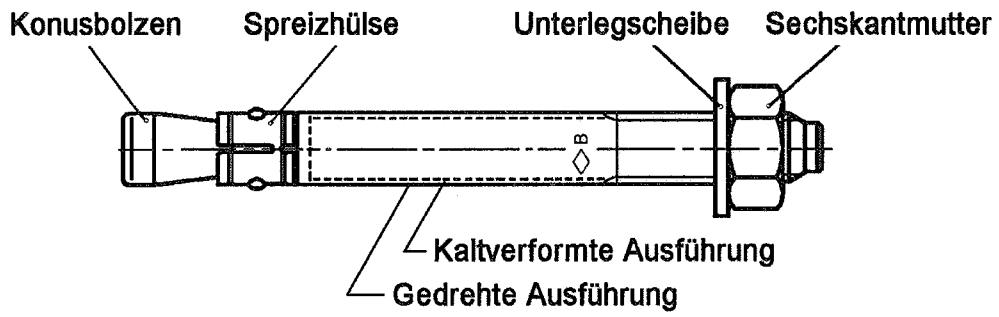 Konusbolzen Spreizhülse Unterlegscheibe Sechskantmutter
B
Kaltverformte Ausführung
Gedrehte Ausführung